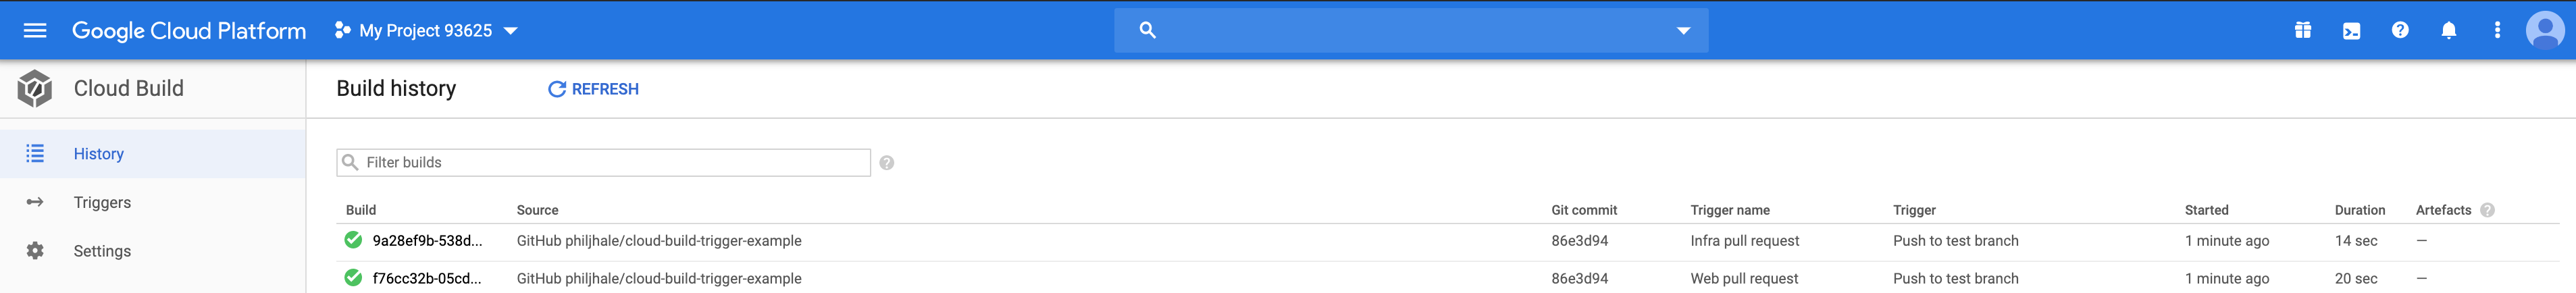 Google Cloud Platform My Project 93625
Cloud Build
Build history REFRESH
History
Filter builds ?
Triggers
Settings
Build Source Git commit Trigger name Trigger Started Duration Artefacts ?
9a28ef9b-538d... GitHub philjhale/cloud-build-trigger-example 86e3d94 Infra pull request Push to test branch 1 minute ago 14 sec —
f76cc32b-05cd... GitHub philjhale/cloud-build-trigger-example 86e3d94 Web pull request Push to test branch 1 minute ago 20 sec —